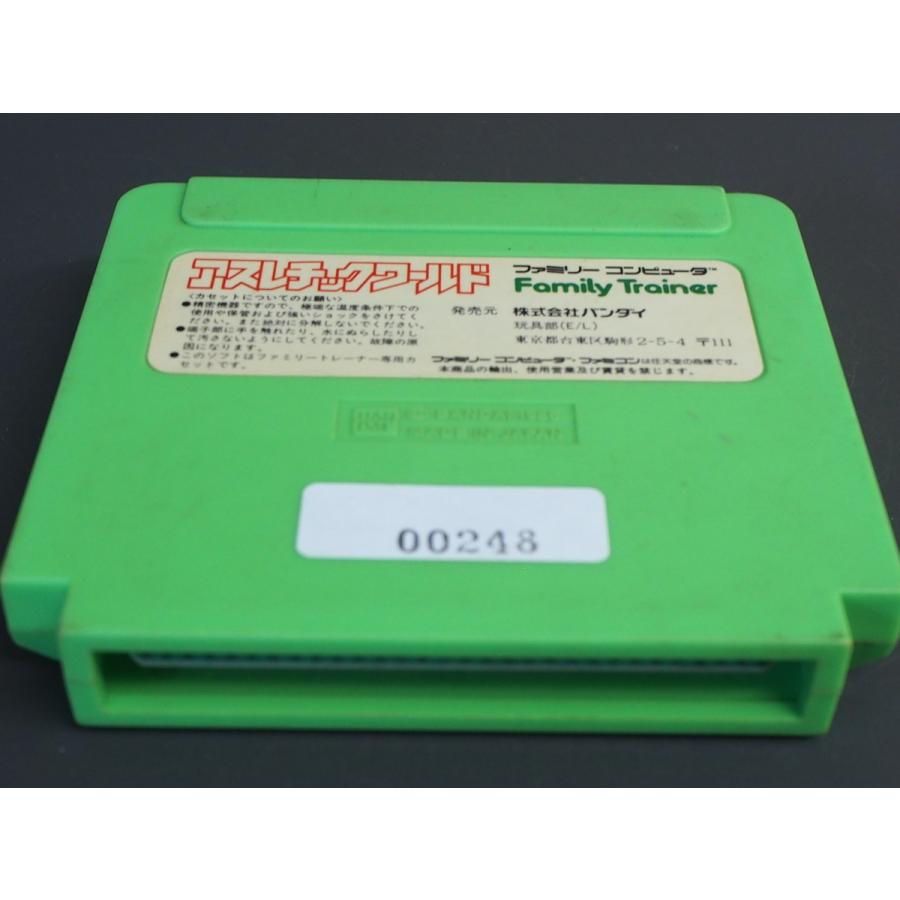 アスレチックワールド
ファミリー コンピュータ™
Family Trainer
〈カセットについてのお願い〉
●精密機器ですので、極端な温度条件下での
使用や保管および強いショックをさけてく
ださい。また絶対に分解しないでください。
●端子部に手を触れたり、水にぬらしたりし
て汚さないようにしてください。故障の原
因になります。
●このソフトはファミリートレーナー専用カ
セットです。
発売元 株式会社バンダイ
玩具部(E/L)
東京都台東区駒形2-5-4 〒111
ファミリー コンピュータ・ファミコンは任天堂の商標です。
本商品の輸出、使用営業及び賃貸を禁じます。
BAN
DAI
MADE IN JAPAN
00248